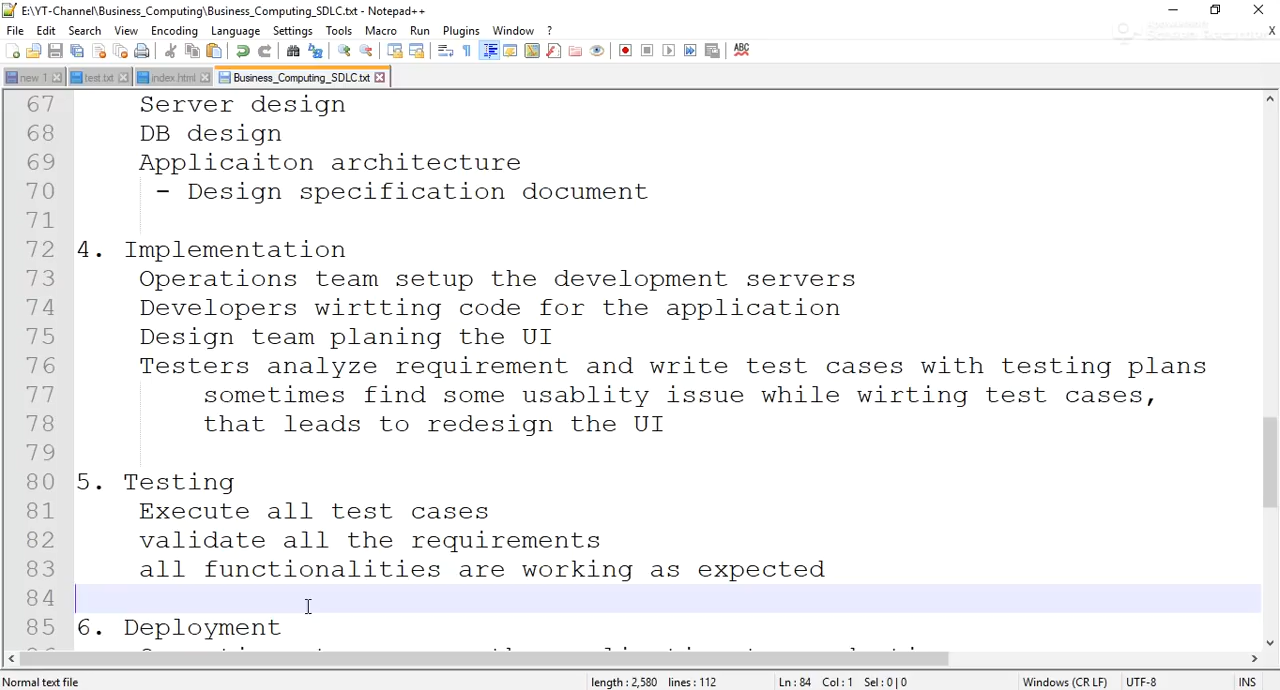 E:\YT-Channel\Business_Computing\Business_Computing_SDLC.txt - Notepad++
File Edit Search View Encoding Language Settings Tools Macro Run Plugins Window ? X
new 1 test.txt index.html Business_Computing_SDLC.txt
67 Server design
68 DB design
69 Applicaiton architecture
70 - Design specification document
71
72 4. Implementation
73 Operations team setup the development servers
74 Developers wirtting code for the application
75 Design team planing the UI
76 Testers analyze requirement and write test cases with testing plans
77 sometimes find some usablity issue while wirting test cases,
78 that leads to redesign the UI
79
80 5. Testing
81 Execute all test cases
82 validate all the requirements
83 all functionalities are working as expected
84
85 6. Deployment
Normal text file length : 2,580 lines : 112 Ln : 84 Col : 1 Sel : 0 | 0 Windows (CR LF) UTF-8 INS